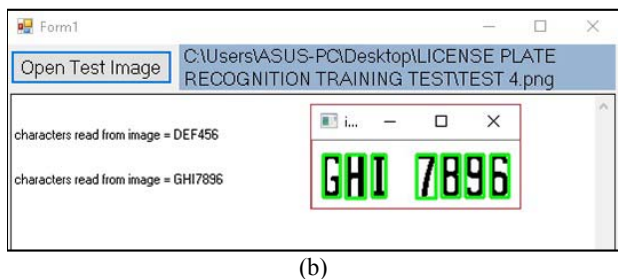 Form1
Open Test Image
C:\Users\ASUS-PC\Desktop\LICENSE PLATE
RECOGNITION TRAINING TEST\TEST 4.png
characters read from image = DEF456
i...
GHI 7896
characters read from image = GHI7896
(b)